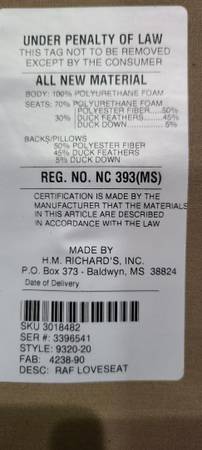 UNDER PENALTY OF LAW
THIS TAG NOT TO BE REMOVED
EXCEPT BY THE CONSUMER
ALL NEW MATERIAL
BODY: 100% POLYURETHANE FOAM
SEATS: 70% POLYURETHANE FOAM
POLYESTER FIBER.....50%
30% DUCK FEATHERS.....45%
DUCK DOWN.............5%
BACKS/PILLOWS
50% POLYESTER FIBER
45% DUCK FEATHERS
5% DUCK DOWN
REG. NO. NC 393(MS)
CERTIFICATION IS MADE BY THE
MANUFACTURER THAT THE MATERIALS
IN THIS ARTICLE ARE DESCRIBED
IN ACCORDANCE WITH THE LAW
MADE BY
H.M. RICHARD'S, INC.
P.O. Box 373 - Baldwyn, MS 38824
Date of Delivery
SKU 3018482
SER #: 3396541
STYLE: 9320-20
FAB: 4238-90
DESC: RAF LOVESEAT